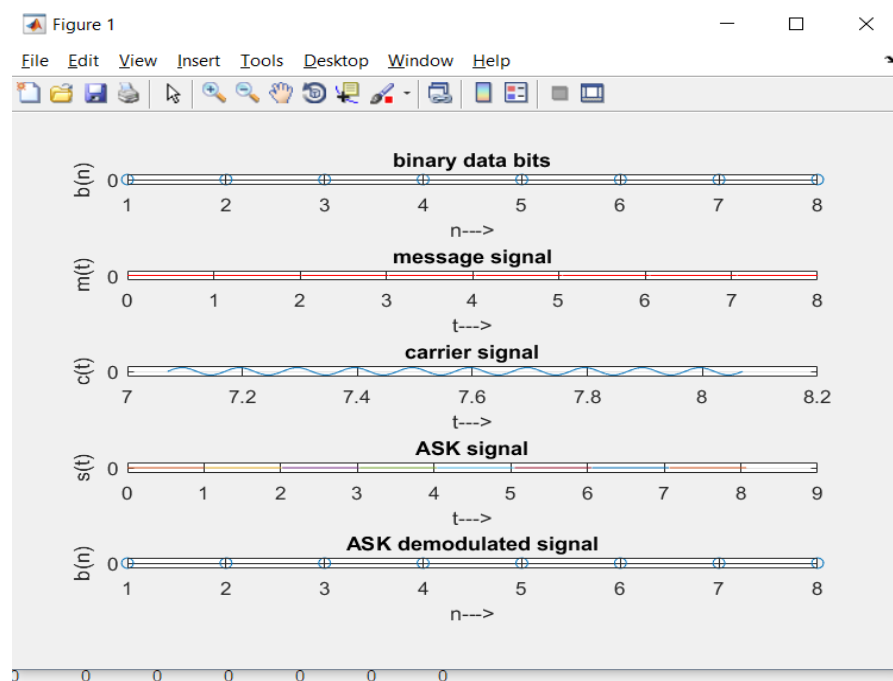 Figure 1
File Edit View Insert Tools Desktop Window Help
binary data bits
b(n)
0
1 2 3 4 5 6 7 8
n--->
message signal
m(t)
0
0 1 2 3 4 5 6 7 8
t--->
carrier signal
c(t)
0
7 7.2 7.4 7.6 7.8 8 8.2
t--->
ASK signal
s(t)
0
0 1 2 3 4 5 6 7 8 9
t--->
ASK demodulated signal
b(n)
0
1 2 3 4 5 6 7 8
n--->
0 0 0 0 0 0 0